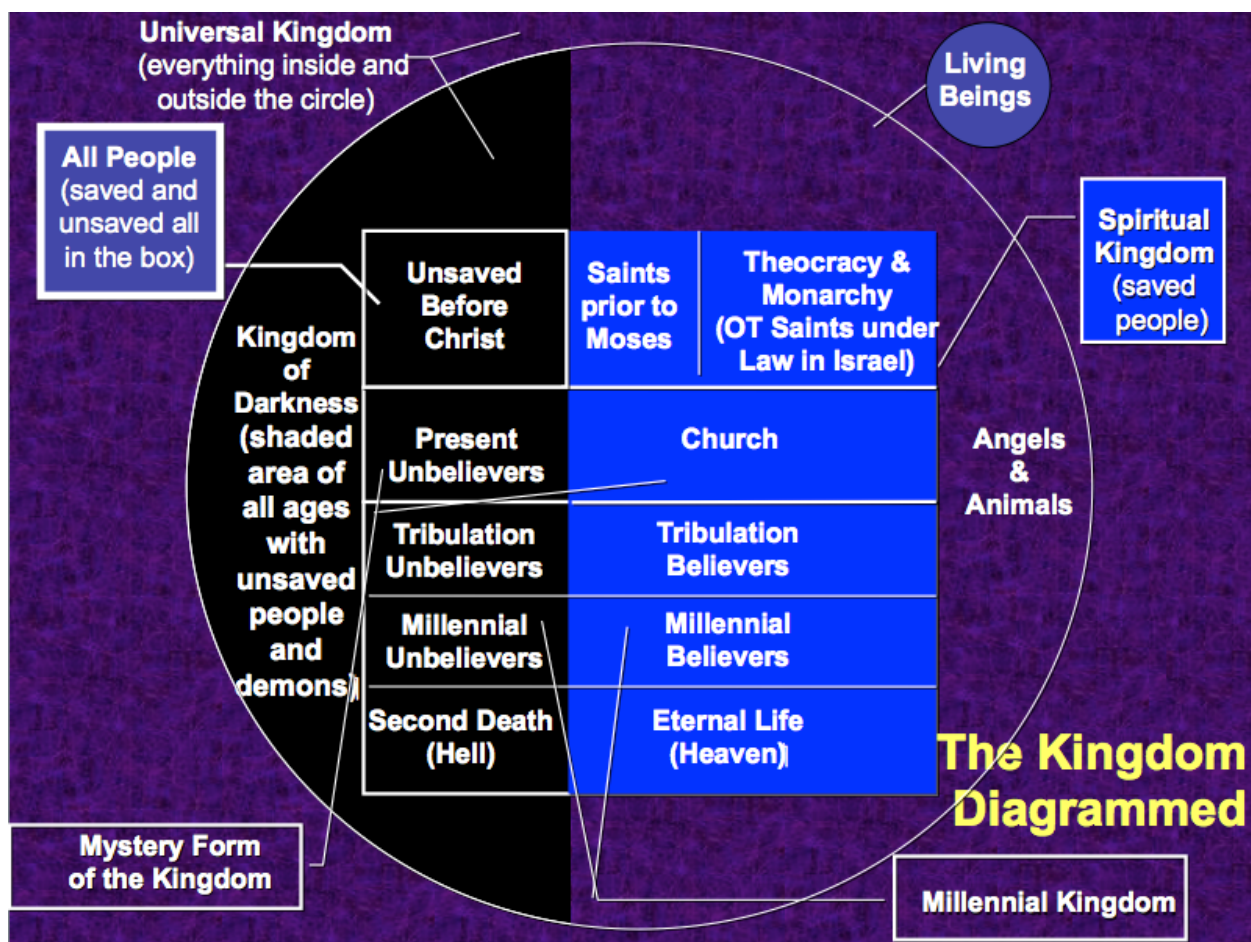 Universal Kingdom
(everything inside and
outside the circle)
Living
Beings
All People
(saved and
unsaved all
in the box)
Spiritual
Kingdom
(saved
people)
Unsaved
Before
Christ
Saints
prior to
Moses
Theocracy &
Monarchy
(OT Saints under
Law in Israel)
Kingdom
of
Darkness
(shaded
area of
all ages
with
unsaved
people
and
demons)
Present
Unbelievers
Church
Angels
&
Animals
Tribulation
Unbelievers
Tribulation
Believers
Millennial
Unbelievers
Millennial
Believers
Second Death
(Hell)
Eternal Life
(Heaven)
The Kingdom
Diagrammed
Mystery Form
of the Kingdom
Millennial Kingdom